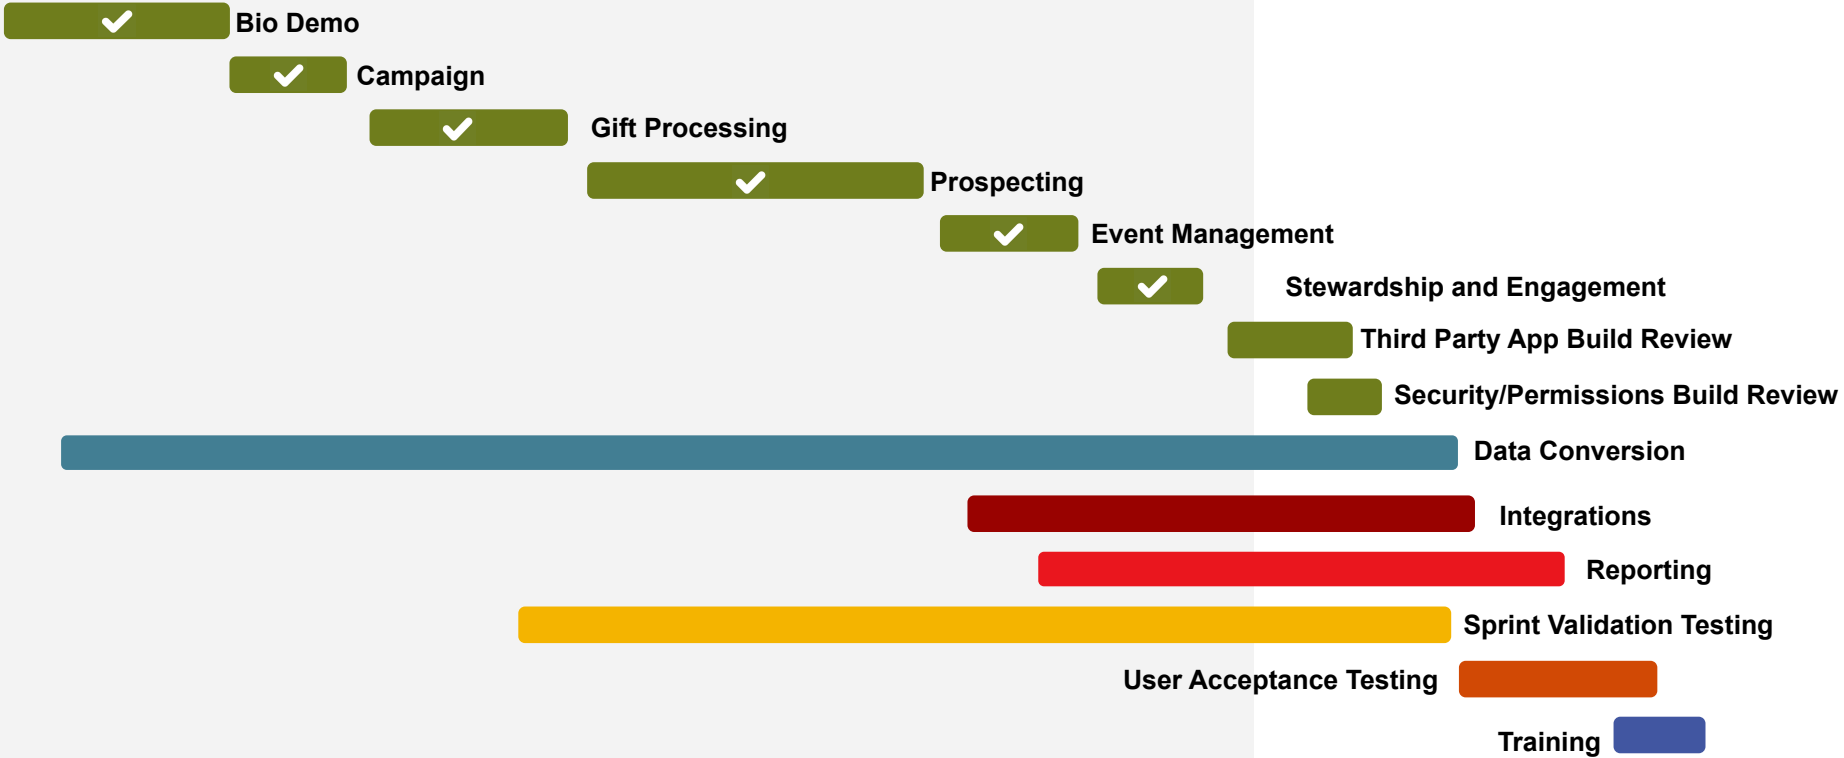 Bio Demo
Campaign
Gift Processing
Prospecting
Event Management
Stewardship and Engagement
Third Party App Build Review
Security/Permissions Build Review
Data Conversion
Integrations
Reporting
Sprint Validation Testing
User Acceptance Testing
Training